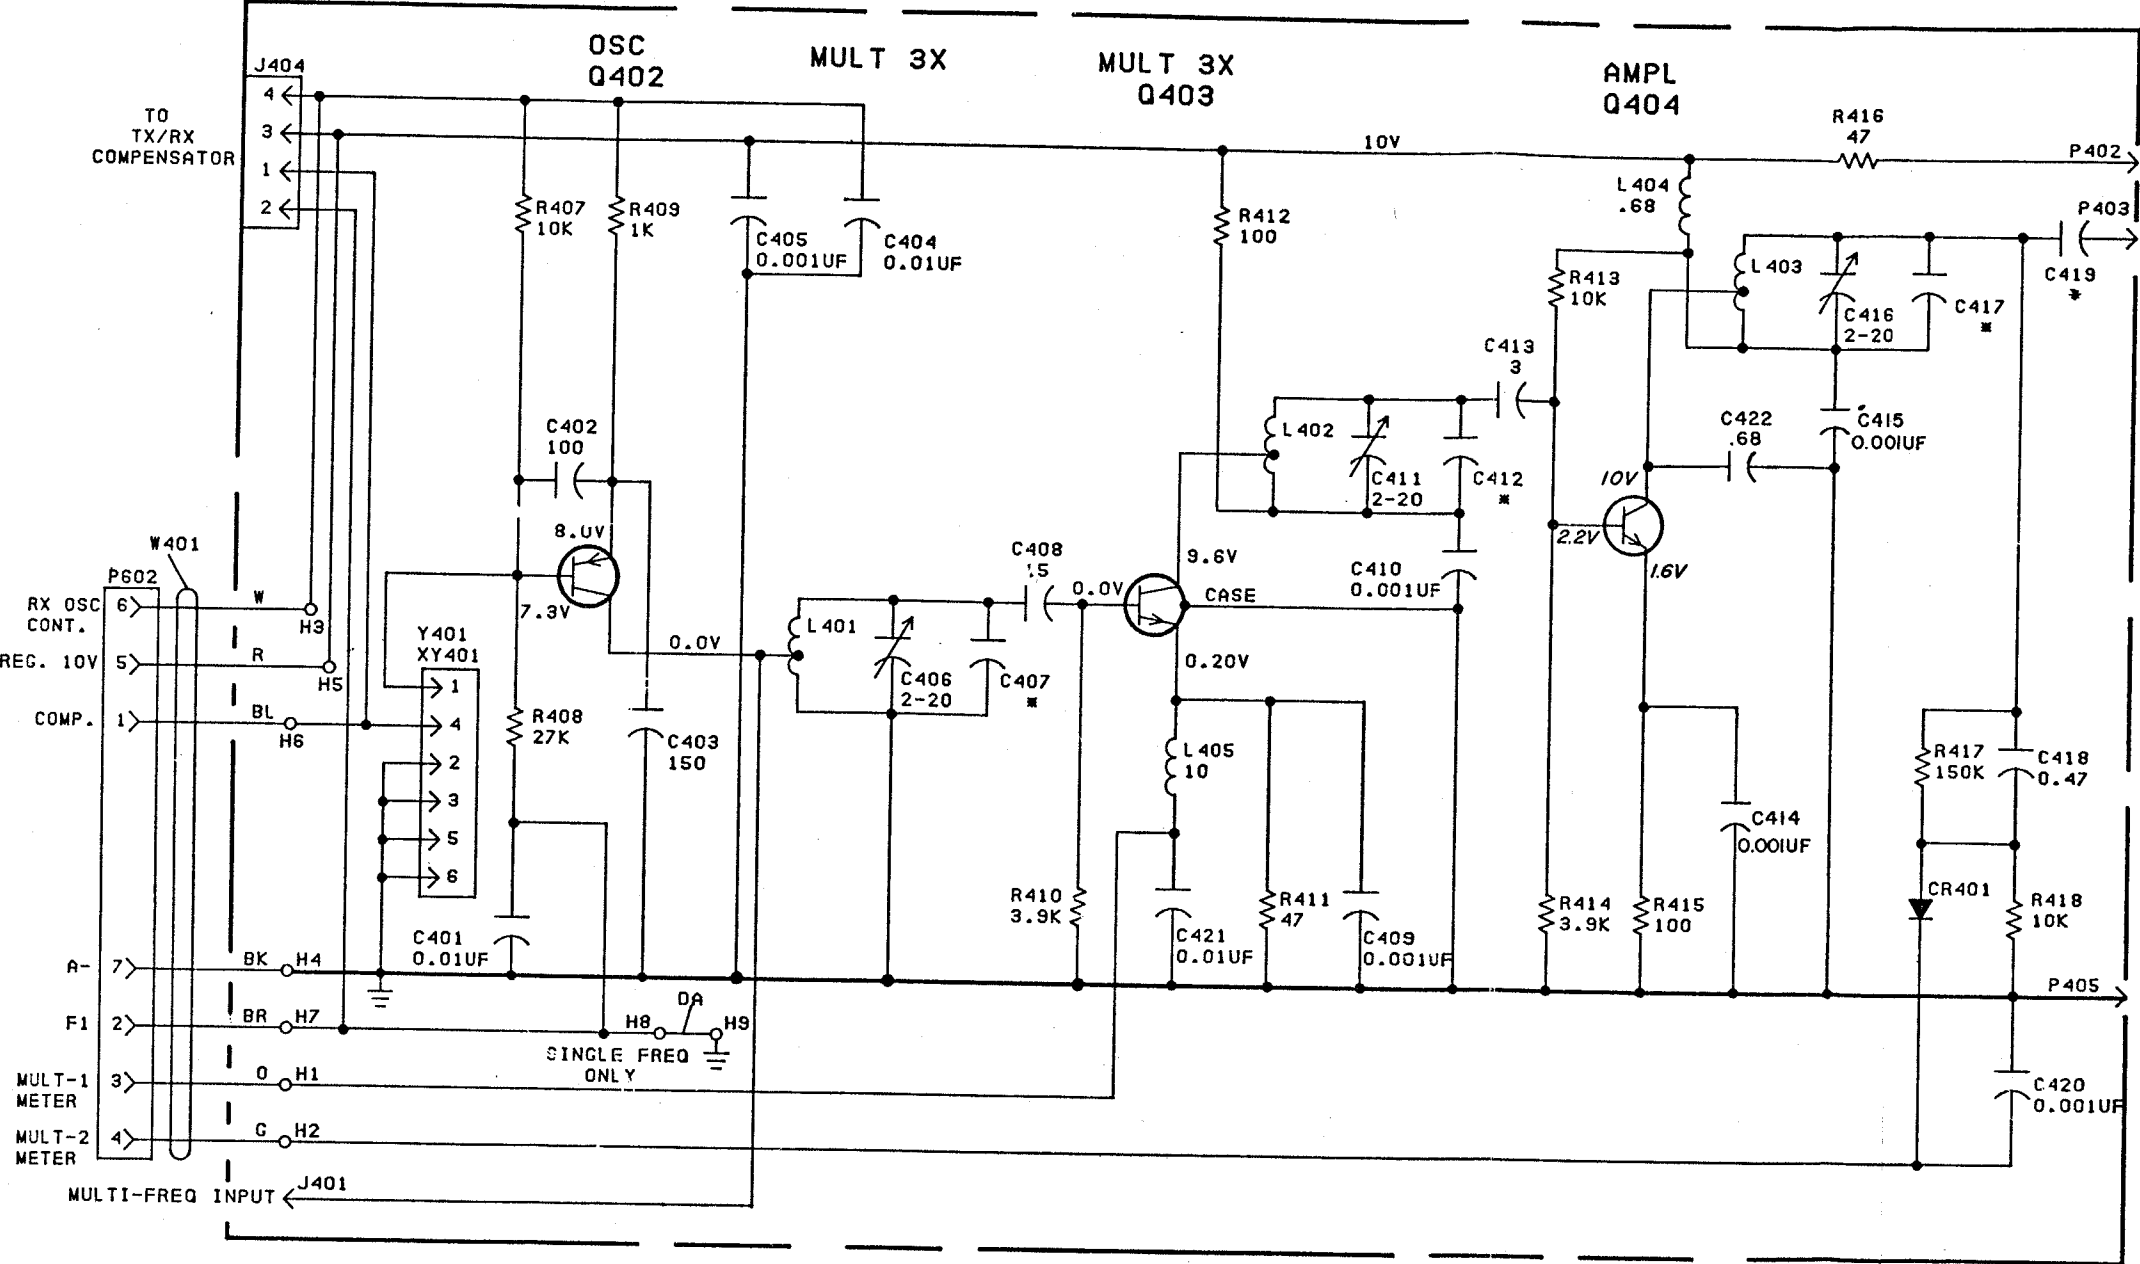 OSC
Q402
MULT 3X
MULT 3X
Q403
AMPL
Q404
J404
4
3
1
2
TO
TX/RX
COMPENSATOR
10V
R416
47
P402
P403
L404
.68
R407
10K
R409
1K
C405
0.001UF
C404
0.01UF
R412
100
R413
10K
L403
C416
2-20
C417
*
C419
*
C413
3
C402
100
L402
C411
2-20
C412
*
C422
.68
C415
0.001UF
8.0V
7.3V
W401
P602
RX OSC
CONT.
6
W
H3
REG. 10V
5
R
H5
COMP.
1
BL
H6
Y401
XY401
1
4
2
3
5
6
R408
27K
C403
150
0.0V
L401
C406
2-20
C407
*
C408
15
0.0V
9.6V
CASE
0.20V
C410
0.001UF
10V
2.2V
1.6V
L405
10
R410
3.9K
C421
0.01UF
R411
47
C409
0.001UF
R414
3.9K
R415
100
C414
0.001UF
R417
150K
C418
0.47
CR401
R418
10K
C401
0.01UF
A-
7
BK
H4
P405
F1
2
BR
H7
H8
DA
H9
SINGLE FREQ
ONLY
MULT-1
METER
3
O
H1
MULT-2
METER
4
G
H2
C420
0.001UF
MULTI-FREQ INPUT
J401